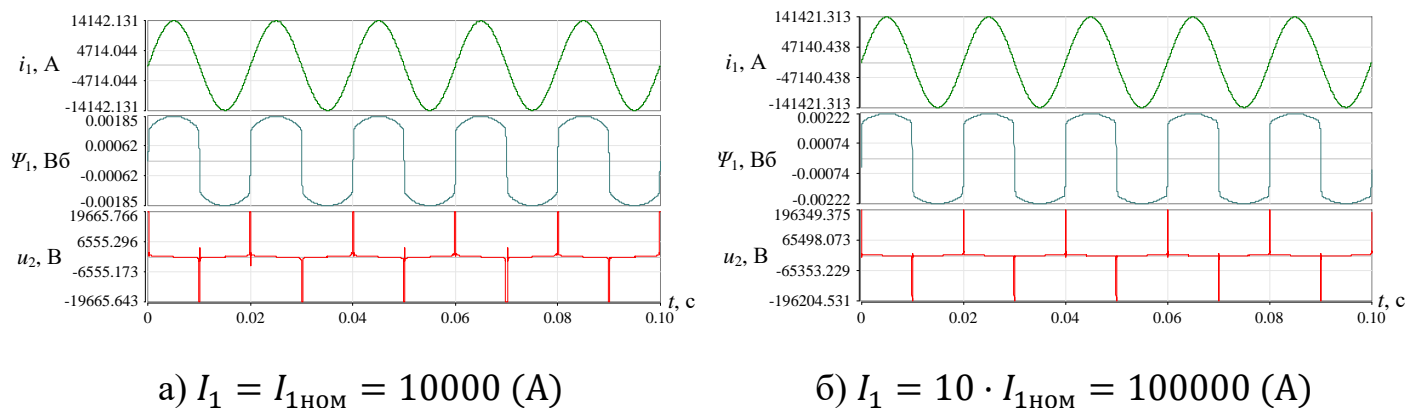 14142.131
4714.044
i₁, А
-4714.044
-14142.131
0.00185
0.00062
Ψ₁, Вб
-0.00062
-0.00185
19665.766
6555.296
u₂, В
-6555.173
-19665.643
0 0.02 0.04 0.06 0.08 0.10
t, с
а) I₁ = I₁ном = 10000 (А)
141421.313
47140.438
i₁, А
-47140.438
-141421.313
0.00222
0.00074
Ψ₁, Вб
-0.00074
-0.00222
196349.375
65498.073
u₂, В
-65353.229
-196204.531
0 0.02 0.04 0.06 0.08 0.10
t, с
б) I₁ = 10 · I₁ном = 100000 (А)